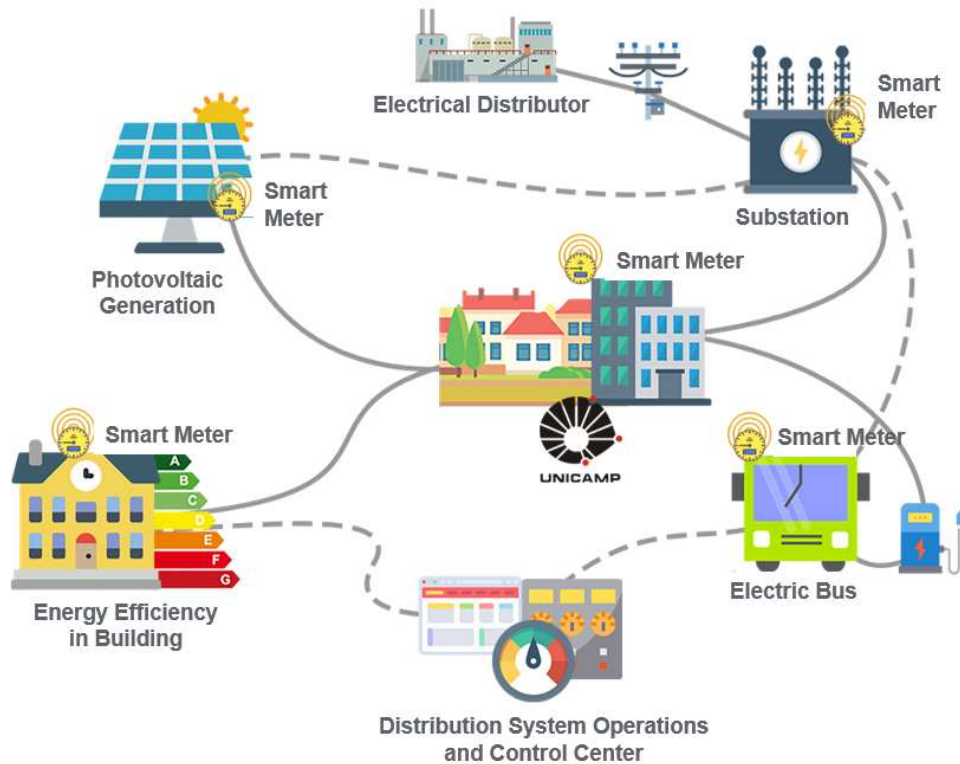 Electrical Distributor
Smart
Meter
Substation
Smart
Meter
Photovoltaic
Generation
Smart Meter
UNICAMP
Smart Meter
A
B
C
D
E
F
G
Energy Efficiency
in Building
Smart Meter
Electric Bus
Distribution System Operations
and Control Center